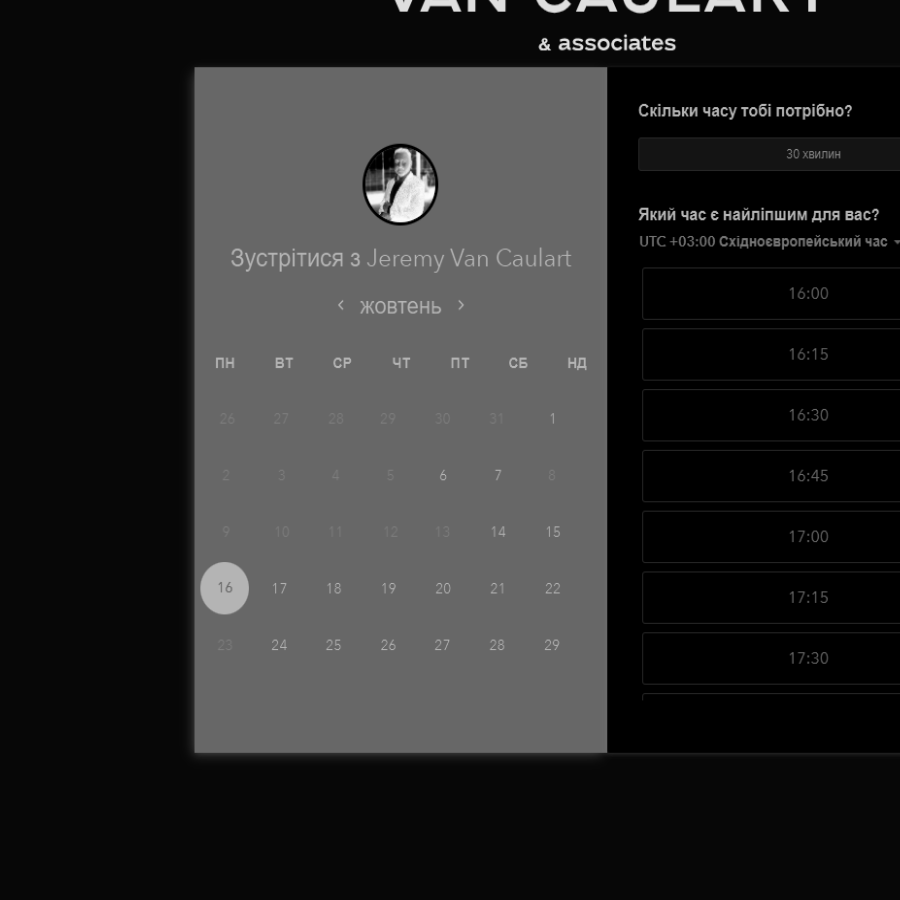 VAN CAULART
& associates
Зустрітися з Jeremy Van Caulart
жовтень
ПН ВТ СР ЧТ ПТ СБ НД
26 27 28 29 30 31 1
2 3 4 5 6 7 8
9 10 11 12 13 14 15
16 17 18 19 20 21 22
23 24 25 26 27 28 29
Скільки часу тобі потрібно?
30 хвилин
Який час є найліпшим для вас?
UTC +03:00 Східноєвропейський час
16:00
16:15
16:30
16:45
17:00
17:15
17:30